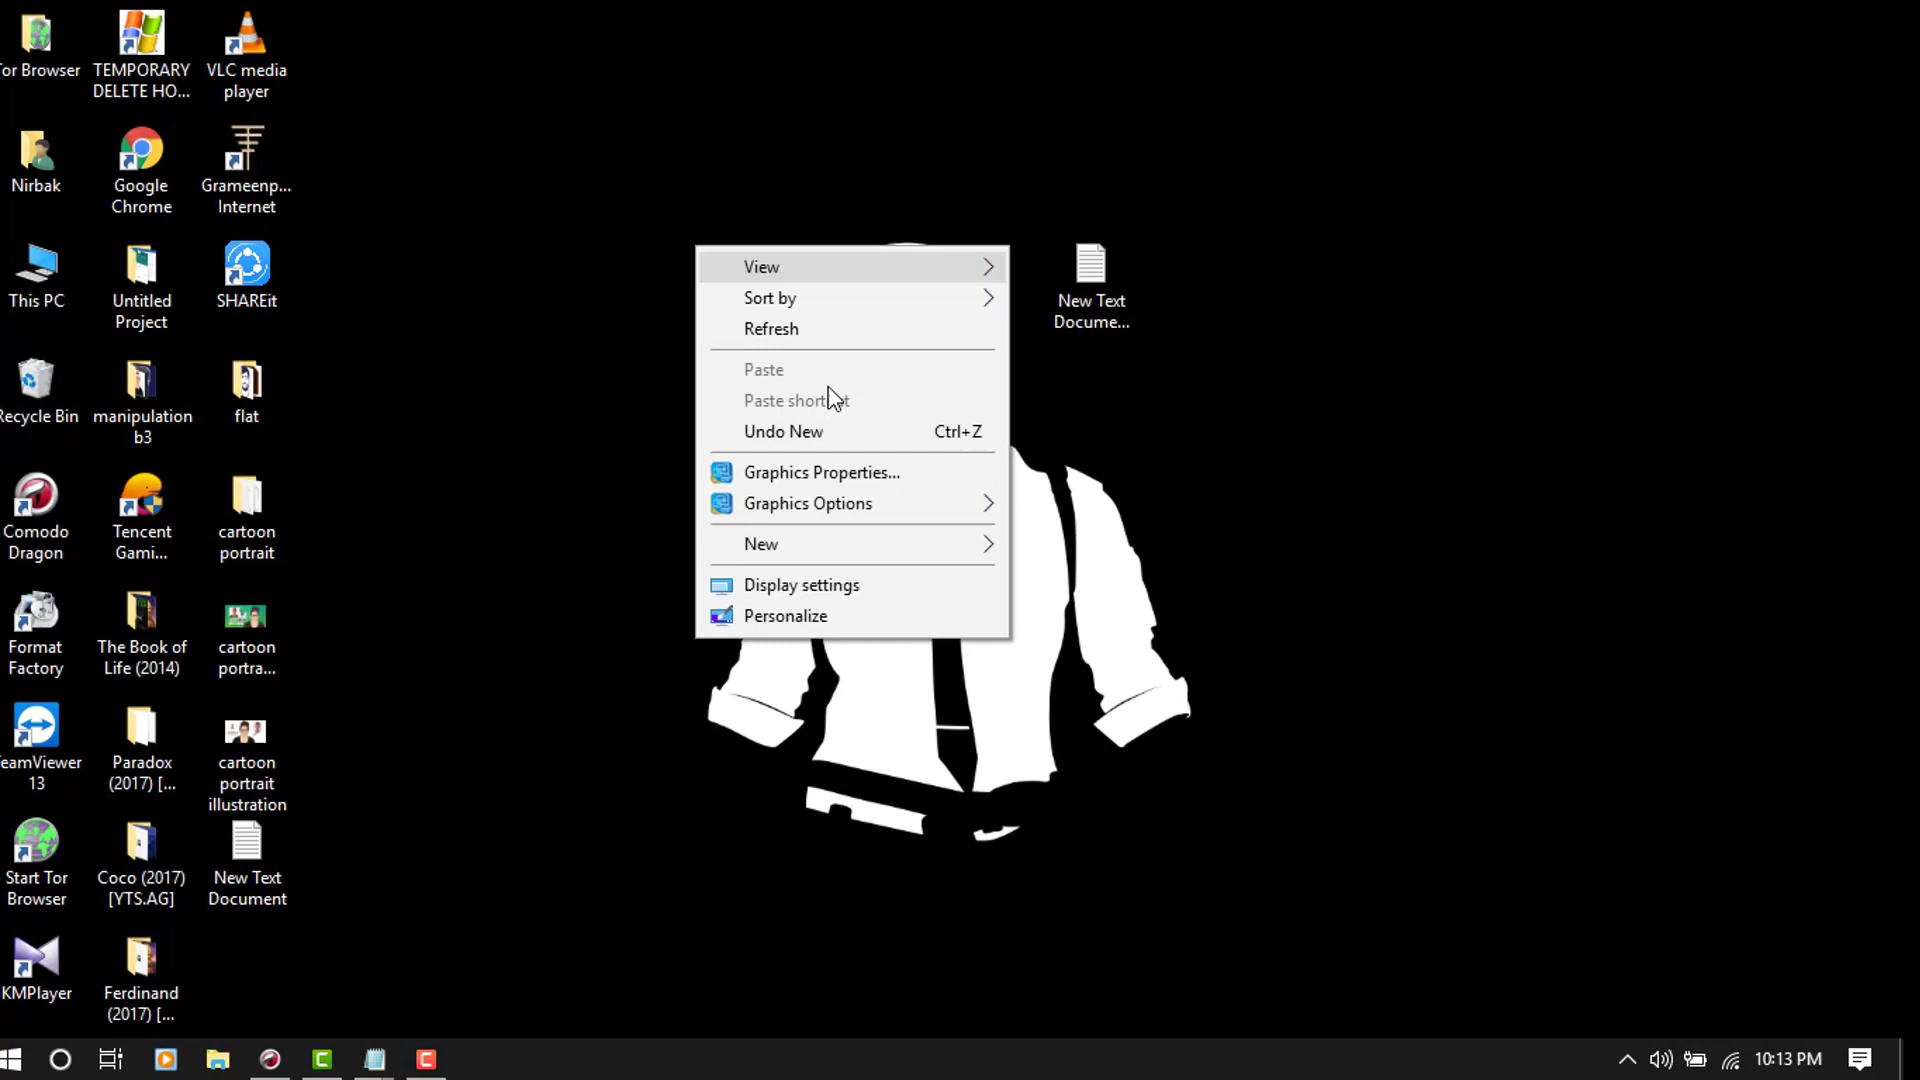 or Browser
TEMPORARY
DELETE HO...
VLC media
player
Nirbak
Google
Chrome
Grameenp...
Internet
This PC
Untitled
Project
SHAREit
Recycle Bin
manipulation
b3
flat
Comodo
Dragon
Tencent
Gami...
cartoon
portrait
Format
Factory
The Book of
Life (2014)
cartoon
portra...
eamViewer
13
Paradox
(2017) [...
cartoon
portrait
illustration
Start Tor
Browser
Coco (2017)
[YTS.AG]
New Text
Document
KMPlayer
Ferdinand
(2017) [...
New Text
Docume...
View
Sort by
Refresh
Paste
Paste shortcut
Undo New Ctrl+Z
Graphics Properties...
Graphics Options
New
Display settings
Personalize
10:13 PM